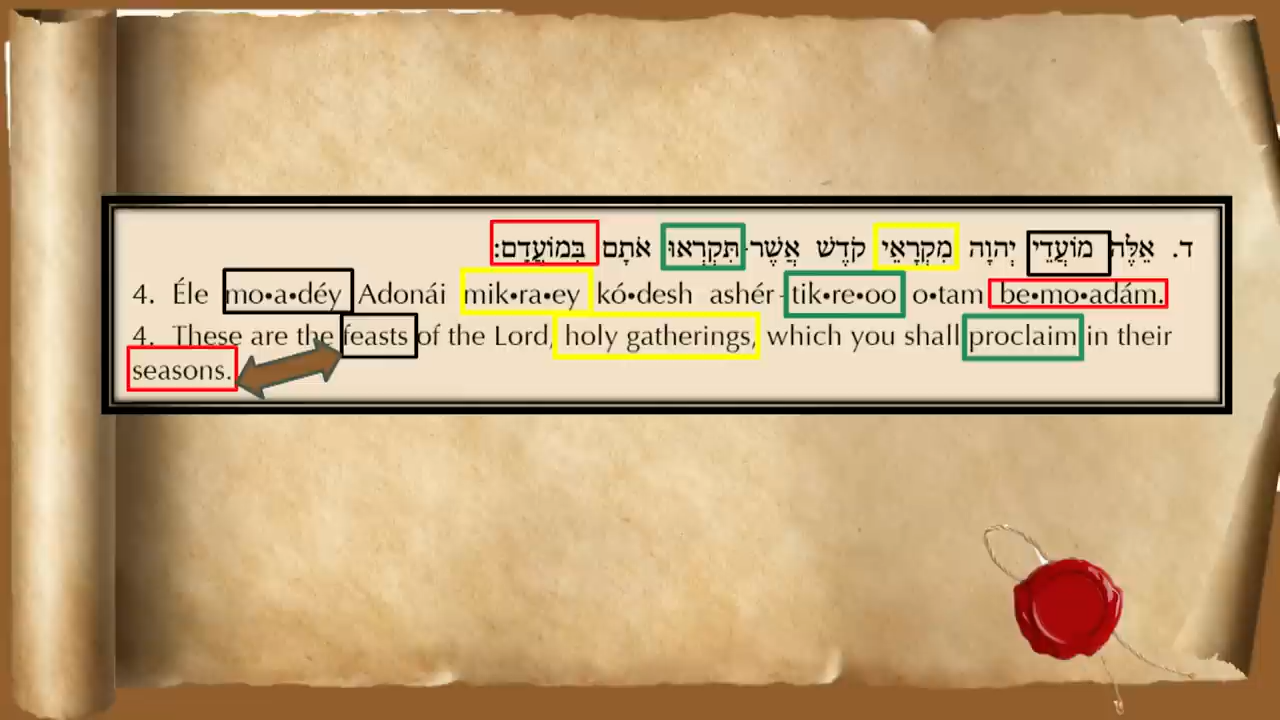 ד. אֵלֶּה מוֹעֲדֵי יְהוָה מִקְרָאֵי קֹדֶשׁ אֲשֶׁר-תִּקְרְאוּ אֹתָם בְּמוֹעֲדָם:
4. Éle mo•a•déy Adonái mik•ra•ey kó•desh ashér-tik•re•oo o•tam be•mo•adám.
4. These are the feasts of the Lord, holy gatherings, which you shall proclaim in their
seasons.